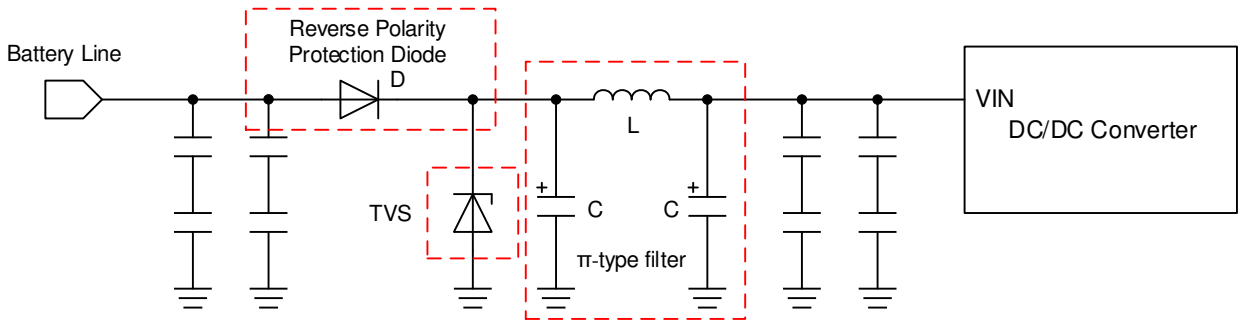 Reverse Polarity
Protection Diode
D
Battery Line
VIN
DC/DC Converter
L
TVS
+
C
+
C
π-type filter